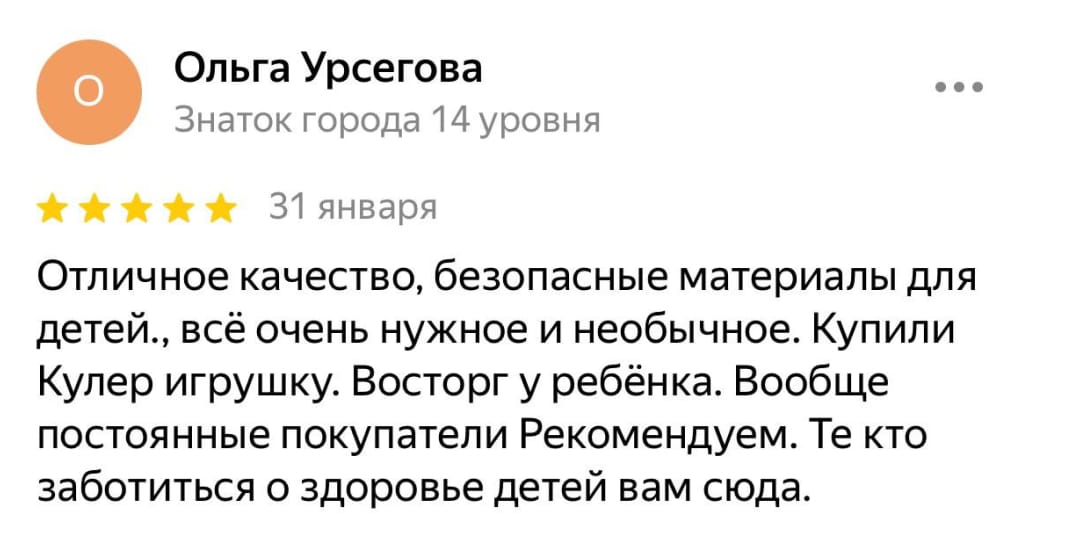 О
Ольга Урсегова
Знаток города 14 уровня
31 января
Отличное качество, безопасные материалы для
детей., всё очень нужное и необычное. Купили
Кулер игрушку. Восторг у ребёнка. Вообще
постоянные покупатели Рекомендуем. Те кто
заботиться о здоровье детей вам сюда.